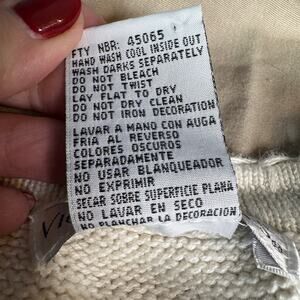 FTY NBR: 45065
HAND WASH COOL INSIDE OUT
WASH DARKS SEPARATELY
DO NOT BLEACH
DO NOT TWIST
LAY FLAT TO DRY
DO NOT DRY CLEAN
DO NOT IRON DECORATION
LAVAR A MANO CON AUGA
FRIA AL REVERSO
COLORES OSCUROS
SEPARADAMENTE
NO USAR BLANQUEADOR
NO EXPRIMIR
SECAR SOBRE SUPERFICIE PLANA
NO LAVAR EN SECO
NO PLANCHAR LA DECORACION